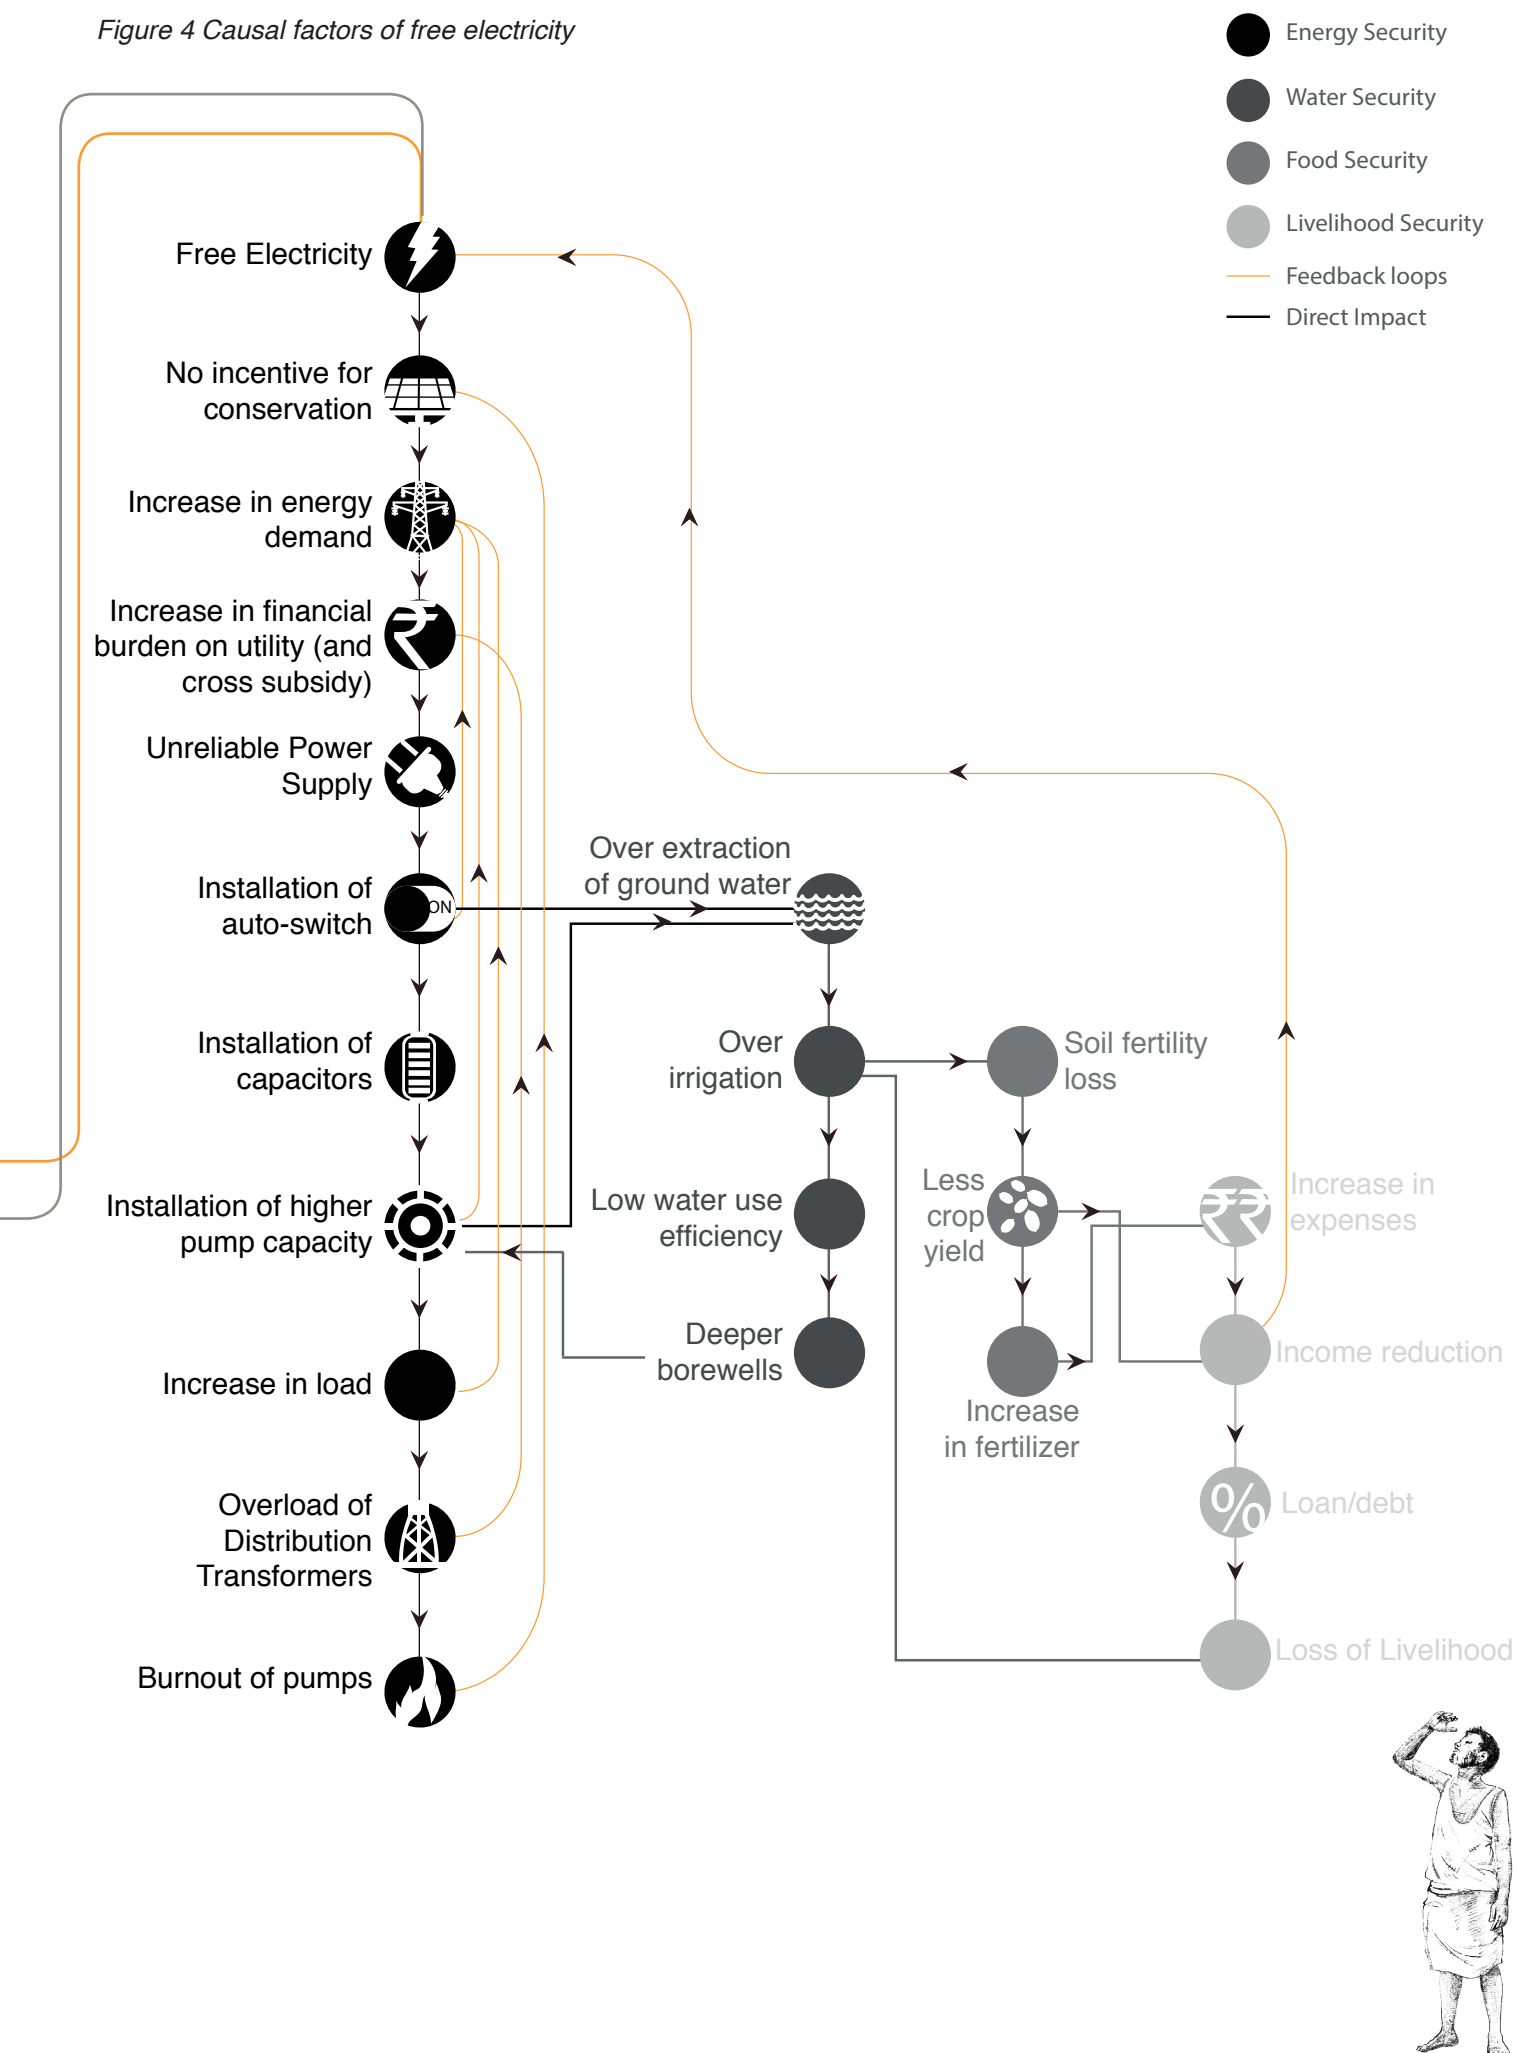 Figure 4 Causal factors of free electricity
Energy Security
Water Security
Food Security
Livelihood Security
Feedback loops
Direct Impact
Free Electricity
No incentive for
conservation
Increase in energy
demand
Increase in financial
burden on utility (and
cross subsidy)
Unreliable Power
Supply
Installation of
auto-switch
ON
Installation of
capacitors
Installation of higher
pump capacity
Increase in load
Overload of
Distribution
Transformers
Burnout of pumps
Over extraction
of ground water
Over
irrigation
Low water use
efficiency
Deeper
borewells
Soil fertility
loss
Less
crop
yield
Increase
in fertilizer
Increase in
expenses
Income reduction
Loan/debt
Loss of Livelihood
₹
₹₹
%